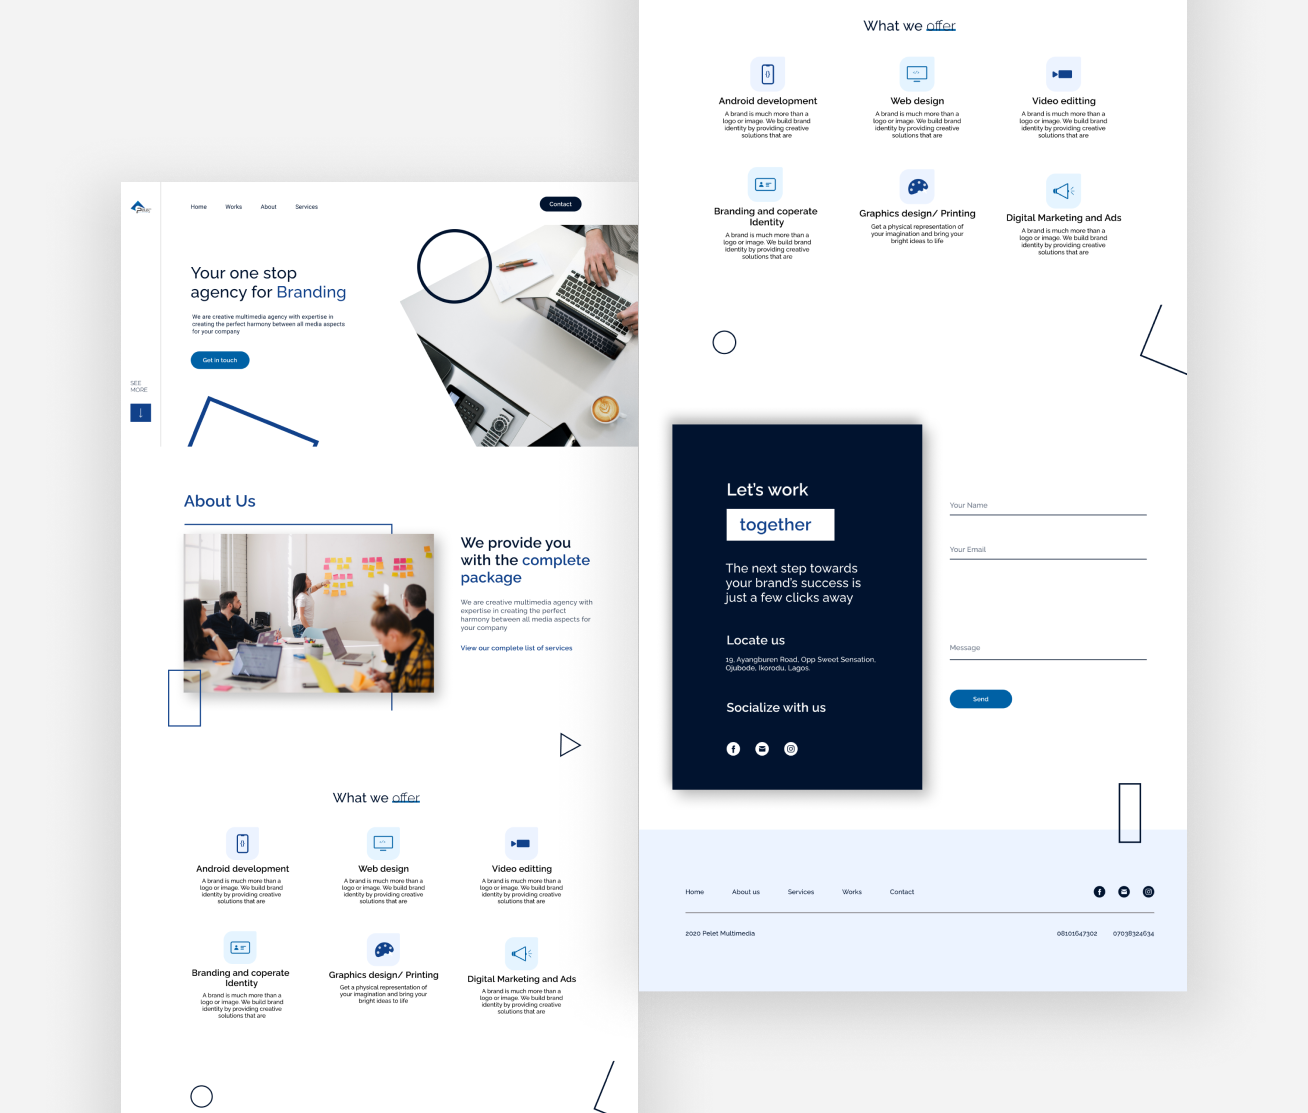 Pelet
Home Works About Services
Contact
Your one stop
agency for Branding
We are creative multimedia agency with expertise in
creating the perfect harmony between all media aspects
for your company
Get in touch
SEE
MORE
About Us
We provide you
with the complete
package
We are creative multimedia agency with
expertise in creating the perfect
harmony between all media aspects for
your company
View our complete list of services
What we offer
Android development
A brand is much more than a
logo or image. We build brand
identity by providing creative
solutions that are
Web design
A brand is much more than a
logo or image. We build brand
identity by providing creative
solutions that are
Video editting
A brand is much more than a
logo or image. We build brand
identity by providing creative
solutions that are
Branding and coperate
Identity
A brand is much more than a
logo or image. We build brand
identity by providing creative
solutions that are
Graphics design/ Printing
Get a physical representation of
your imagination and bring your
bright ideas to life
Digital Marketing and Ads
A brand is much more than a
logo or image. We build brand
identity by providing creative
solutions that are
What we offer
Android development
A brand is much more than a
logo or image. We build brand
identity by providing creative
solutions that are
Web design
A brand is much more than a
logo or image. We build brand
identity by providing creative
solutions that are
Video editting
A brand is much more than a
logo or image. We build brand
identity by providing creative
solutions that are
Branding and coperate
Identity
A brand is much more than a
logo or image. We build brand
identity by providing creative
solutions that are
Graphics design/ Printing
Get a physical representation of
your imagination and bring your
bright ideas to life
Digital Marketing and Ads
A brand is much more than a
logo or image. We build brand
identity by providing creative
solutions that are
Let's work
together
The next step towards
your brand's success is
just a few clicks away
Locate us
19, Ayangburen Road, Opp Sweet Sensation,
Ojubode, Ikorodu, Lagos.
Socialize with us
Your Name
Your Email
Message
Send
Home About us Services Works Contact
2020 Pelet Multimedia
08101647302 07038324634